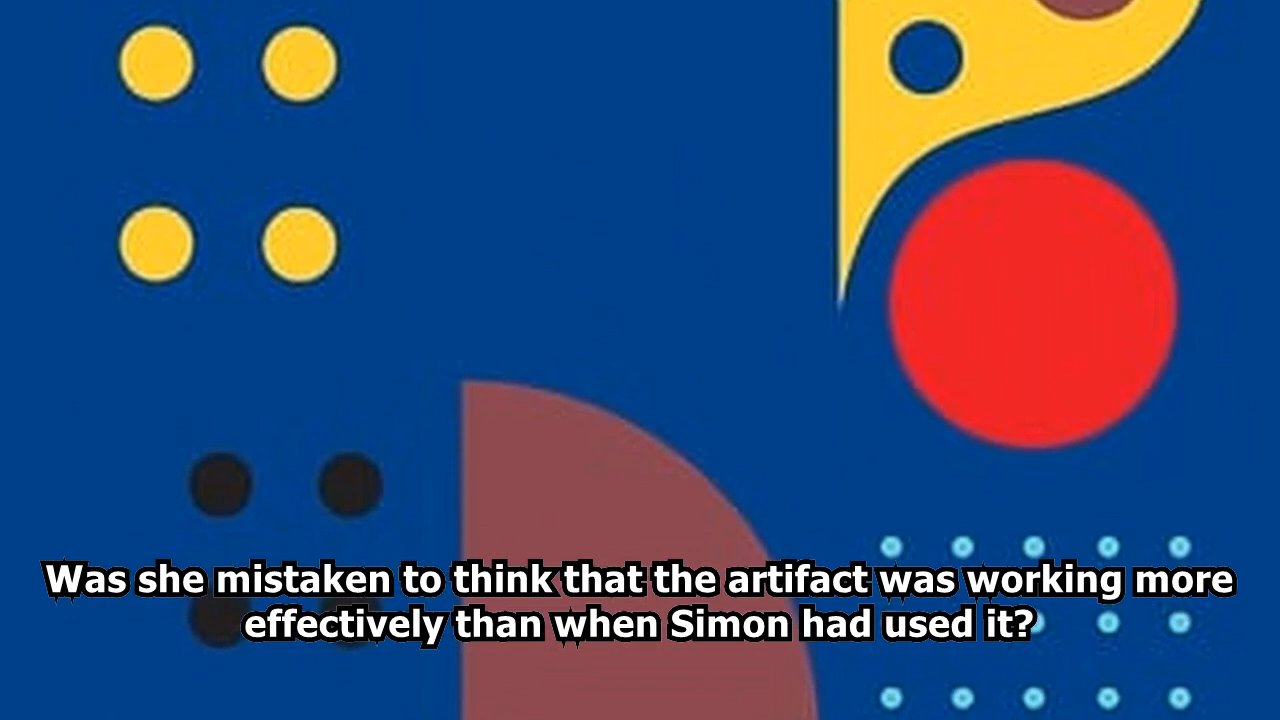 Was she mistaken to think that the artifact was working more
effectively than when Simon had used it?